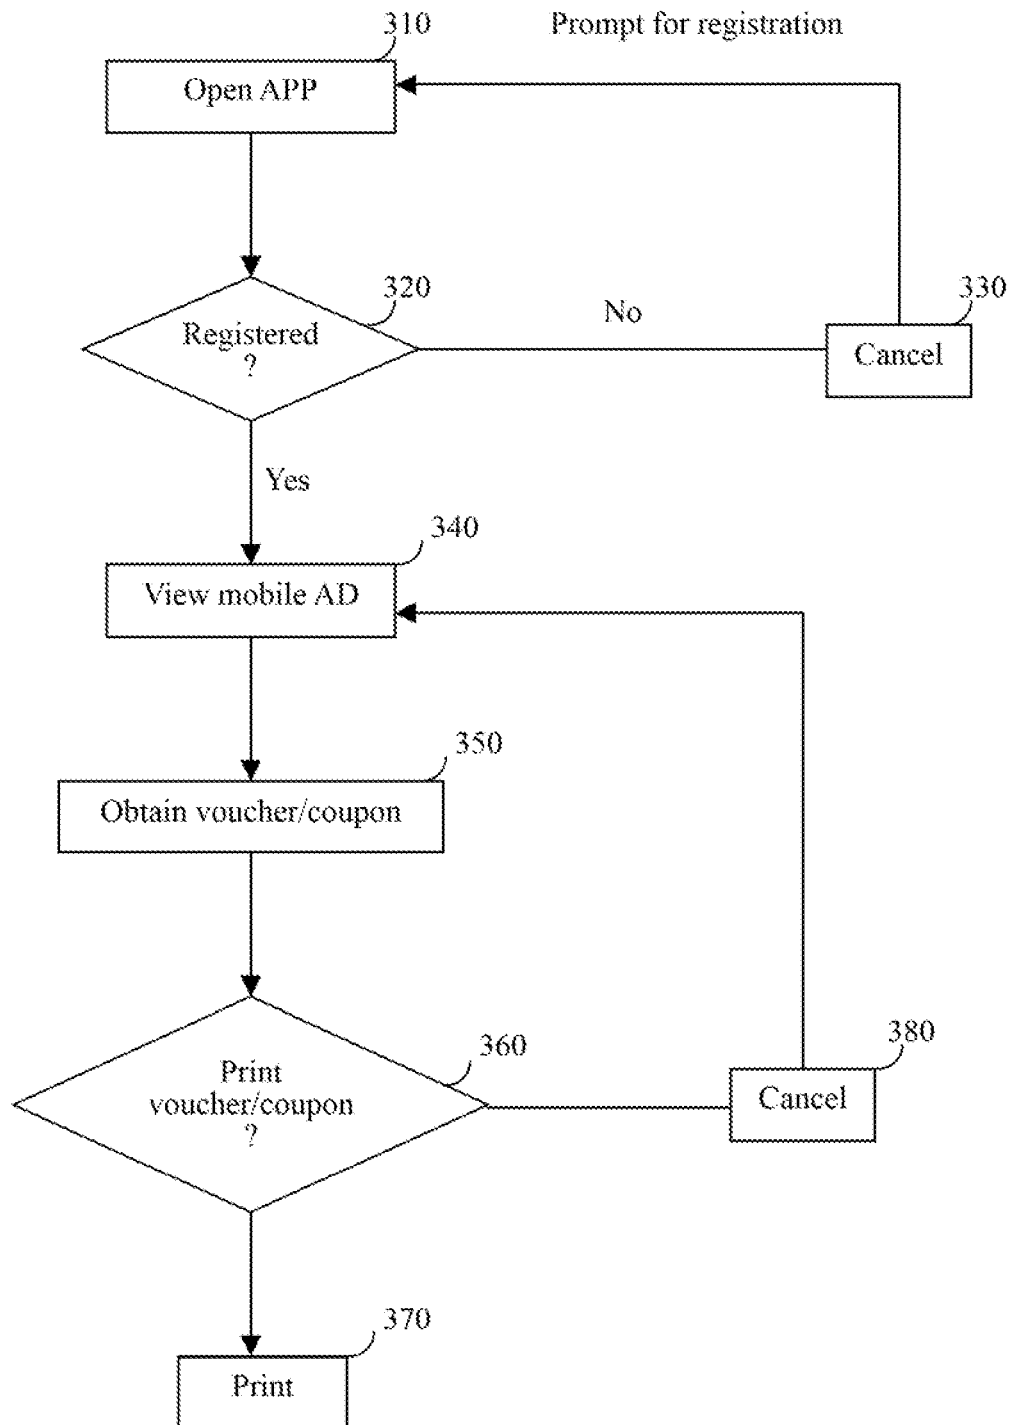 310
Prompt for registration
Open APP
320
Registered
?
No
330
Cancel
Yes
340
View mobile AD
350
Obtain voucher/coupon
360
Print
voucher/coupon
?
380
Cancel
370
Print